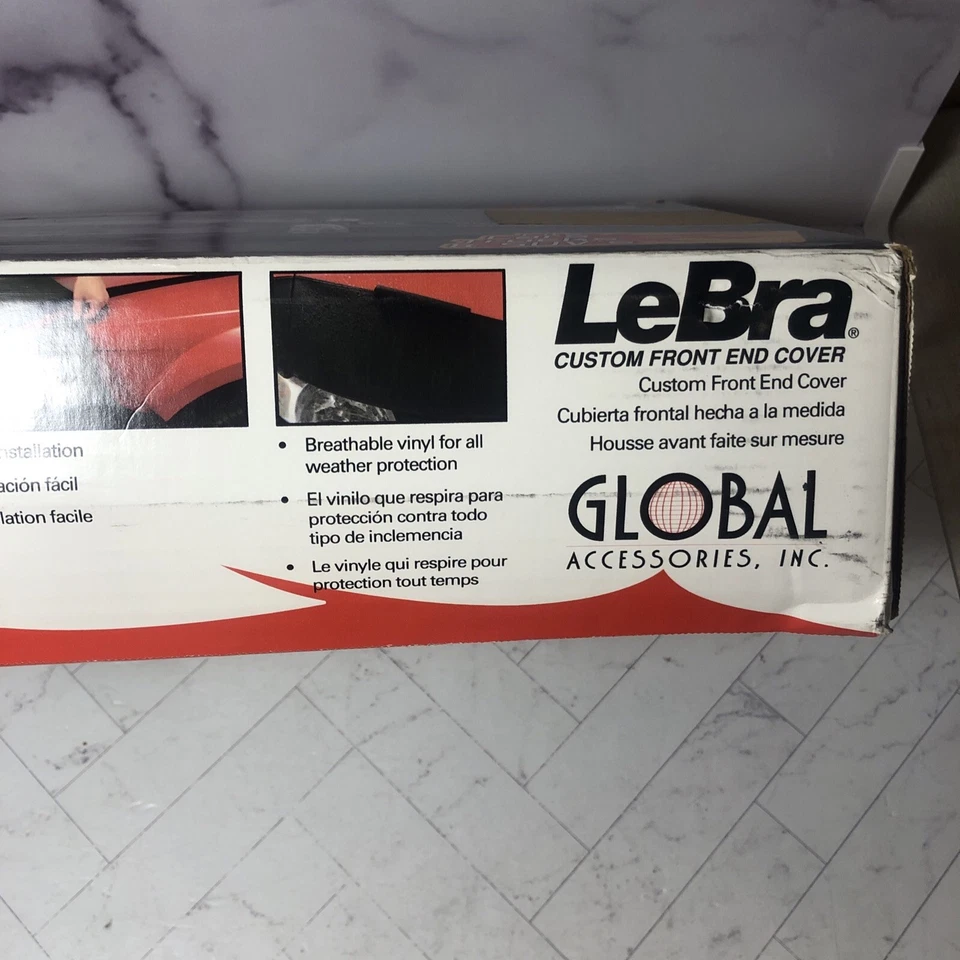 nstallation
ación fácil
lation facile
• Breathable vinyl for all
weather protection
• El vinilo que respira para
protección contra todo
tipo de inclemencia
• Le vinyle qui respire pour
protection tout temps
LeBra®
CUSTOM FRONT END COVER
Custom Front End Cover
Cubierta frontal hecha a la medida
Housse avant faite sur mesure
GLOBAL
ACCESSORIES, INC.